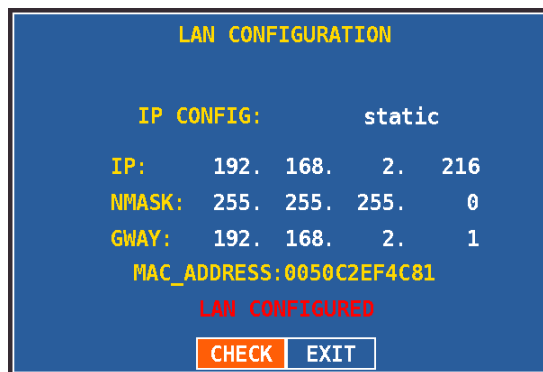 LAN CONFIGURATION
IP CONFIG: static
IP: 192. 168. 2. 216
NMASK: 255. 255. 255. 0
GWAY: 192. 168. 2. 1
MAC_ADDRESS:0050C2EF4C81
LAN CONFIGURED
CHECK EXIT